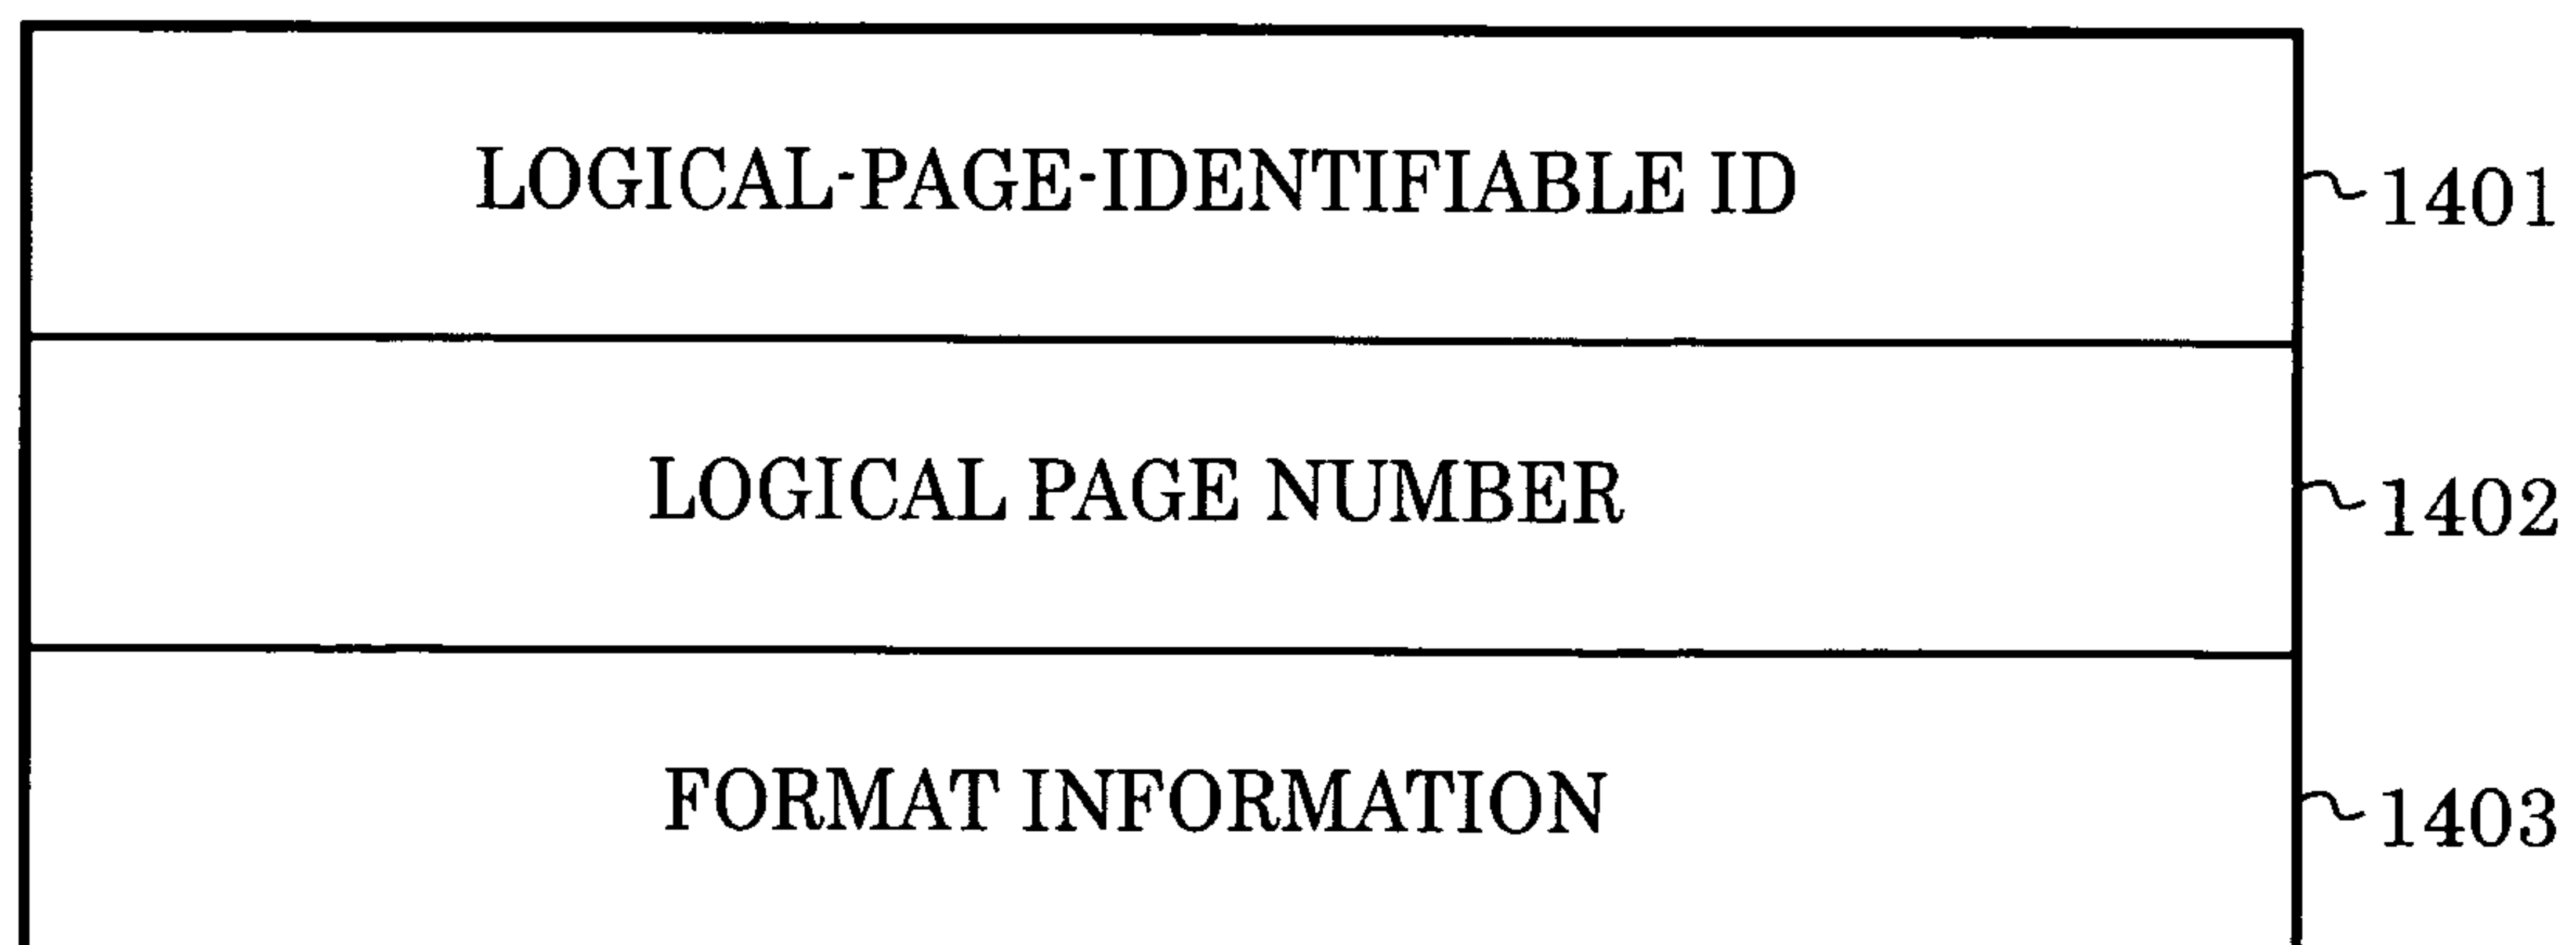 LOGICAL-PAGE-IDENTIFIABLE ID 1401
LOGICAL PAGE NUMBER 1402
FORMAT INFORMATION 1403